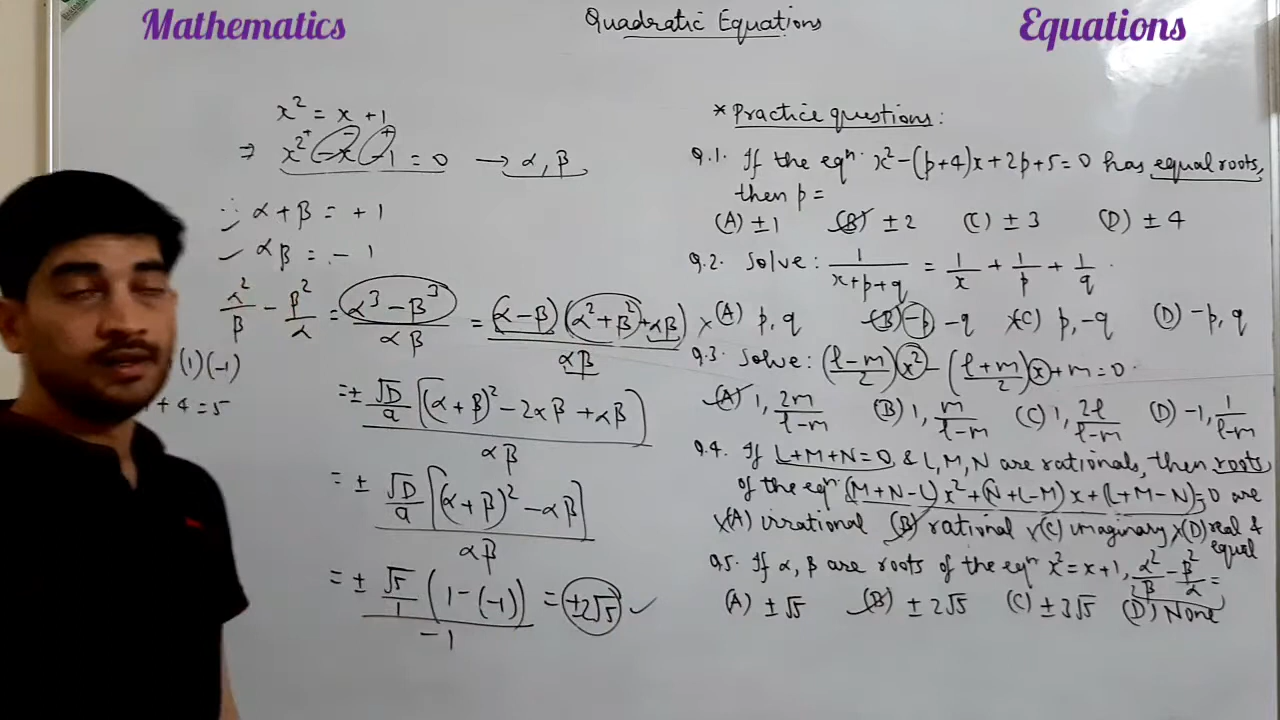 Mathematics
Quadratic Equations
Equations
x² = x + 1
⇒ x² - x - 1 = 0 → α, β
∵ α + β = + 1
αβ = - 1
α²/β - β²/α = (α³ - β³)/αβ = (α - β)(α² + β² + αβ)/αβ
(1)(-1)
+ 4 = 5
= ± √D/a [(α + β)² - 2αβ + αβ]/αβ
= ± √D/a [(α + β)² - αβ]/αβ
= ± √5/1 (1 - (-1))/-1 = ±2√5 ✓
* Practice questions:
Q.1. If the eqⁿ. x² - (p+4)x + 2p + 5 = 0 has equal roots,
then p =
(A) ± 1 (B) ± 2 (C) ± 3 (D) ± 4
Q.2. Solve: 1/(x+p+q) = 1/x + 1/p + 1/q .
(A) p, q (B) -p, -q (C) p, -q (D) -p, q
Q.3. Solve: ((l-m)/2) x² - ((l+m)/2) x + m = 0.
(A) 1, 2m/(l-m) (B) 1, m/(l-m) (C) 1, 2l/(l-m) (D) -1, 1/(l-m)
Q.4. If L+M+N=0, & L, M, N are rationals, then roots
of the eqⁿ (M+N-L)x² + (N+L-M)x + (L+M-N) = 0 are
(A) irrational (B) rational (C) imaginary (D) real &
equal
Q5. If α, β are roots of the eqⁿ x² = x + 1, α²/β - β²/α =
(A) ± √5 (B) ± 2√5 (C) ± 3√5 (D) None